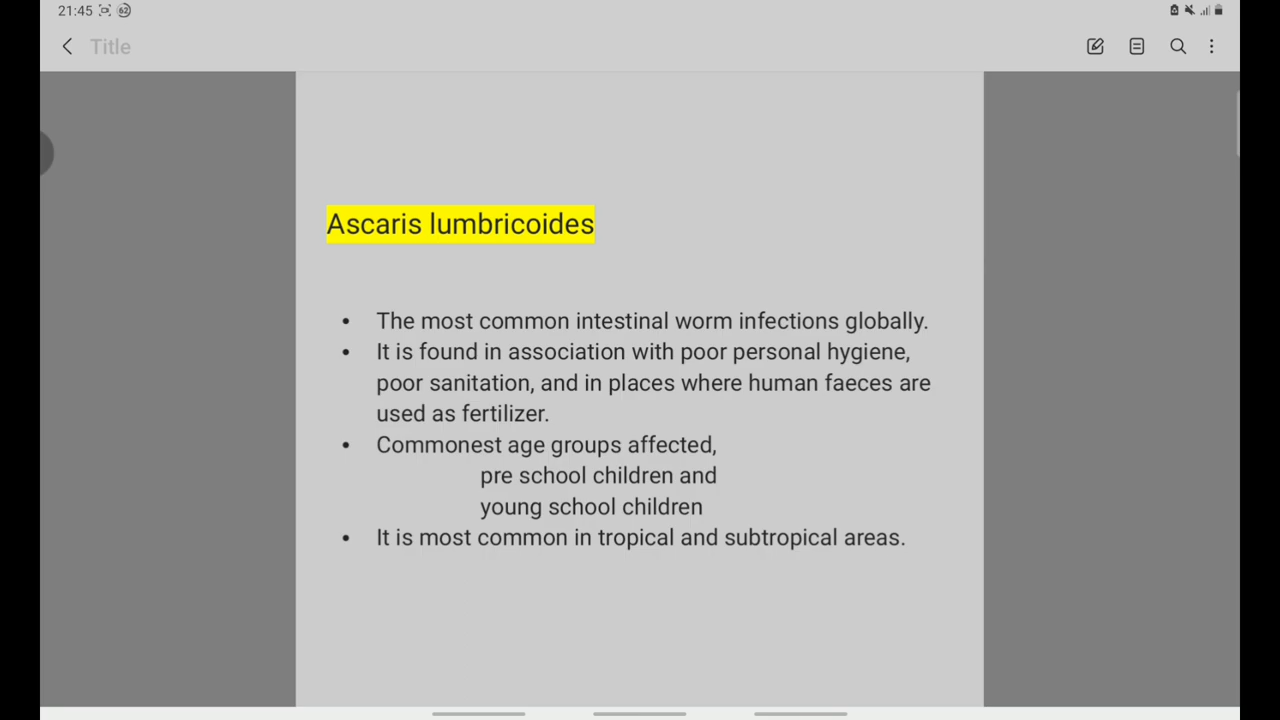 21:45 62
Title
Ascaris lumbricoides
• The most common intestinal worm infections globally.
• It is found in association with poor personal hygiene,
poor sanitation, and in places where human faeces are
used as fertilizer.
• Commonest age groups affected,
pre school children and
young school children
• It is most common in tropical and subtropical areas.